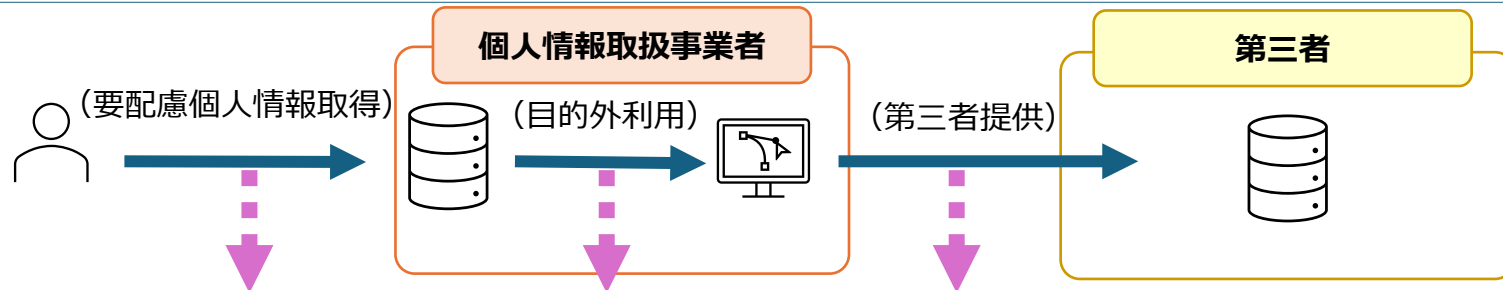 個人情報取扱事業者
第三者
（要配慮個人情報取得）
（目的外利用）
（第三者提供）